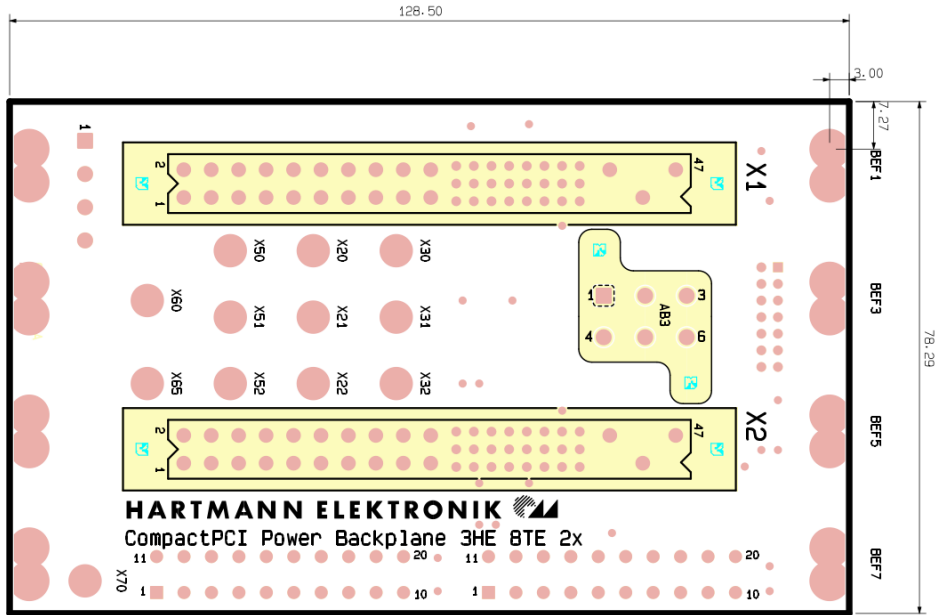 128.50
3.00
7.27
1
2
47
X1
BEF1
1
X50
X20
X30
X60
1
3
AB3
BEF3
X51
X21
X31
4
6
78.29
X65
X52
X22
X32
2
47
X2
BEF5
1
HARTMANN ELEKTRONIK
CompactPCI Power Backplane 3HE 8TE 2x
11
20
11
20
BEF7
X70
1
10
1
10